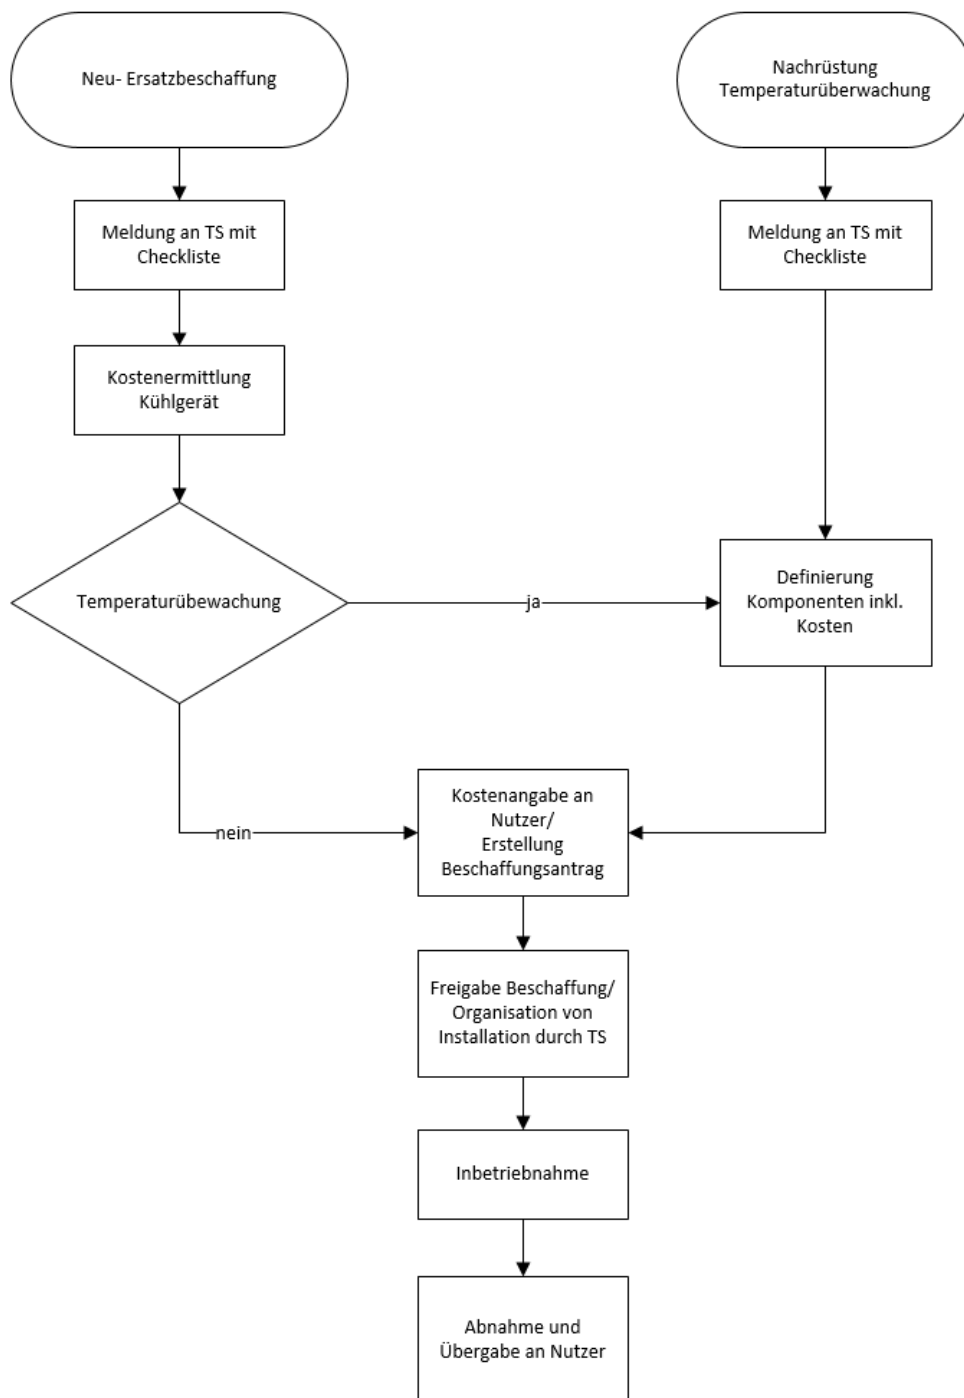 Neu- Ersatzbeschaffung
Nachrüstung
Temperaturüberwachung
Meldung an TS mit
Checkliste
Meldung an TS mit
Checkliste
Kostenermittlung
Kühlgerät
Temperaturübewachung
ja
Definierung
Komponenten inkl.
Kosten
nein
Kostenangabe an
Nutzer/
Erstellung
Beschaffungsantrag
Freigabe Beschaffung/
Organisation von
Installation durch TS
Inbetriebnahme
Abnahme und
Übergabe an Nutzer